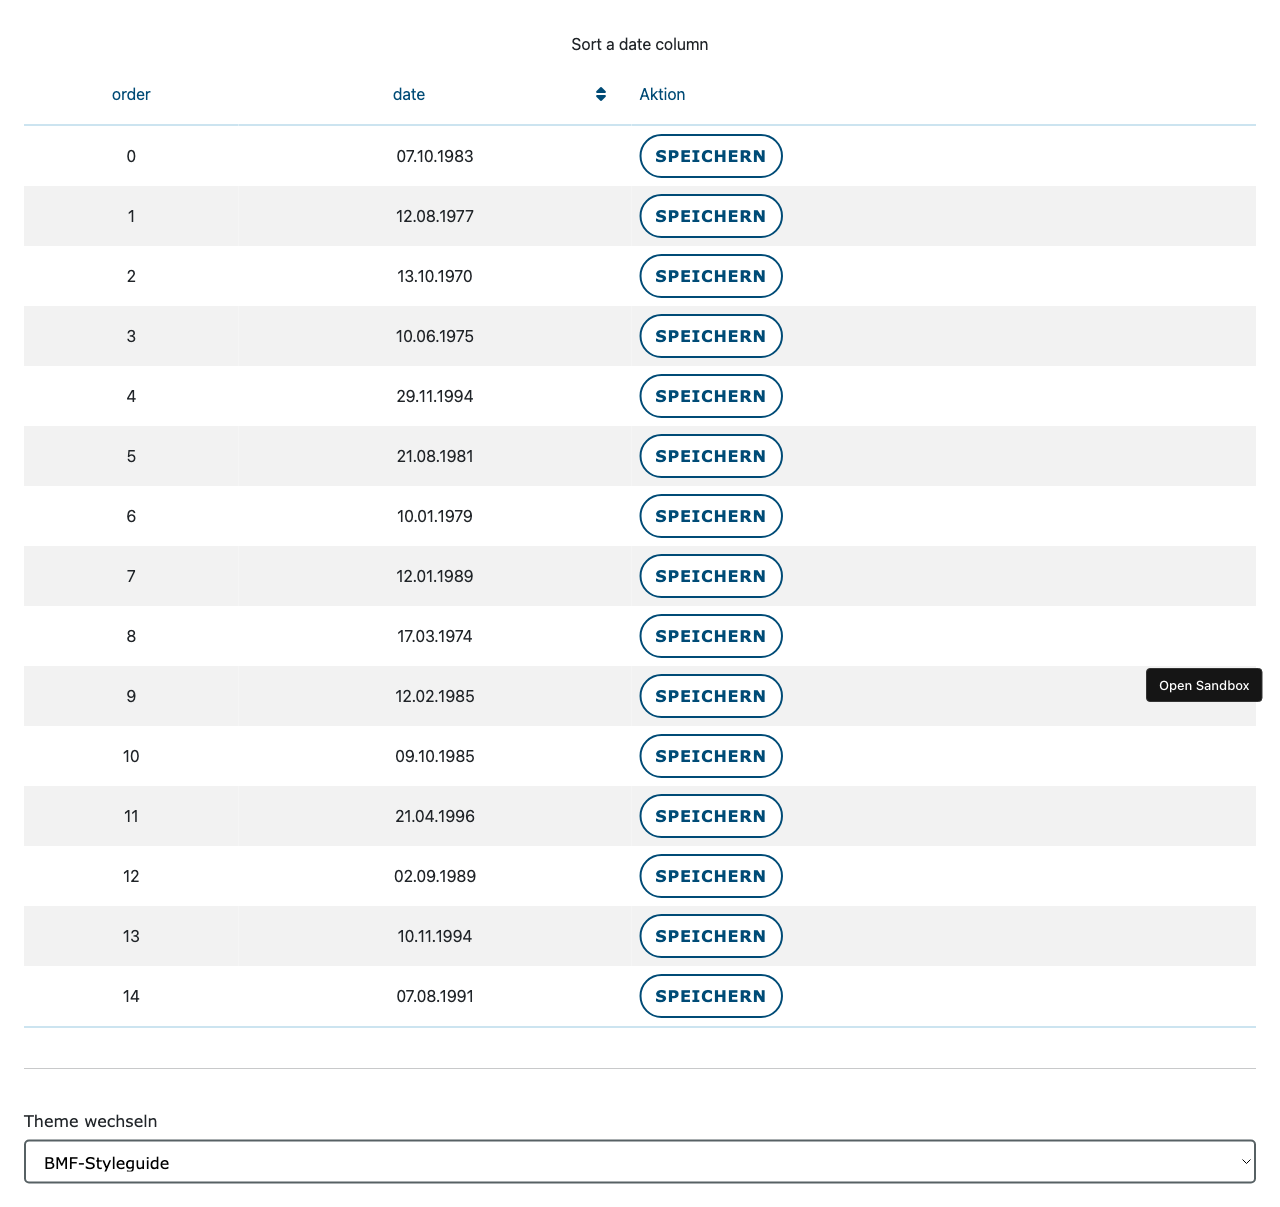 Sort a date column
order date Aktion
0 07.10.1983 SPEICHERN
1 12.08.1977 SPEICHERN
2 13.10.1970 SPEICHERN
3 10.06.1975 SPEICHERN
4 29.11.1994 SPEICHERN
5 21.08.1981 SPEICHERN
6 10.01.1979 SPEICHERN
7 12.01.1989 SPEICHERN
8 17.03.1974 SPEICHERN
9 12.02.1985 SPEICHERN Open Sandbox
10 09.10.1985 SPEICHERN
11 21.04.1996 SPEICHERN
12 02.09.1989 SPEICHERN
13 10.11.1994 SPEICHERN
14 07.08.1991 SPEICHERN
Theme wechseln
BMF-Styleguide